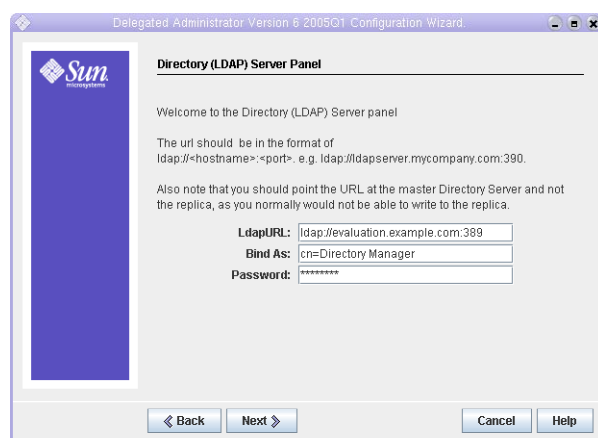 Delegated Administrator Version 6 2005Q1 Configuration Wizard.
Sun
microsystems
Directory (LDAP) Server Panel
Welcome to the Directory (LDAP) Server panel
The url should be in the format of
ldap://<hostname>:<port>. e.g. ldap://ldapserver.mycompany.com:390.
Also note that you should point the URL at the master Directory Server and not
the replica, as you normally would not be able to write to the replica.
LdapURL: ldap://evaluation.example.com:389
Bind As: cn=Directory Manager
Password: ********
Back Next Cancel Help